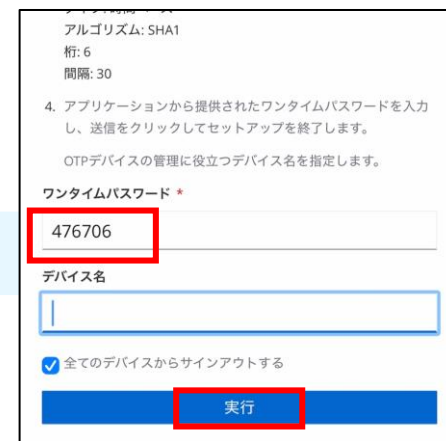 アルゴリズム: SHA1
桁: 6
間隔: 30
4. アプリケーションから提供されたワンタイムパスワードを入力
し、送信をクリックしてセットアップを終了します。
OTPデバイスの管理に役立つデバイス名を指定します。
ワンタイムパスワード *
476706
デバイス名
全てのデバイスからサインアウトする
実行